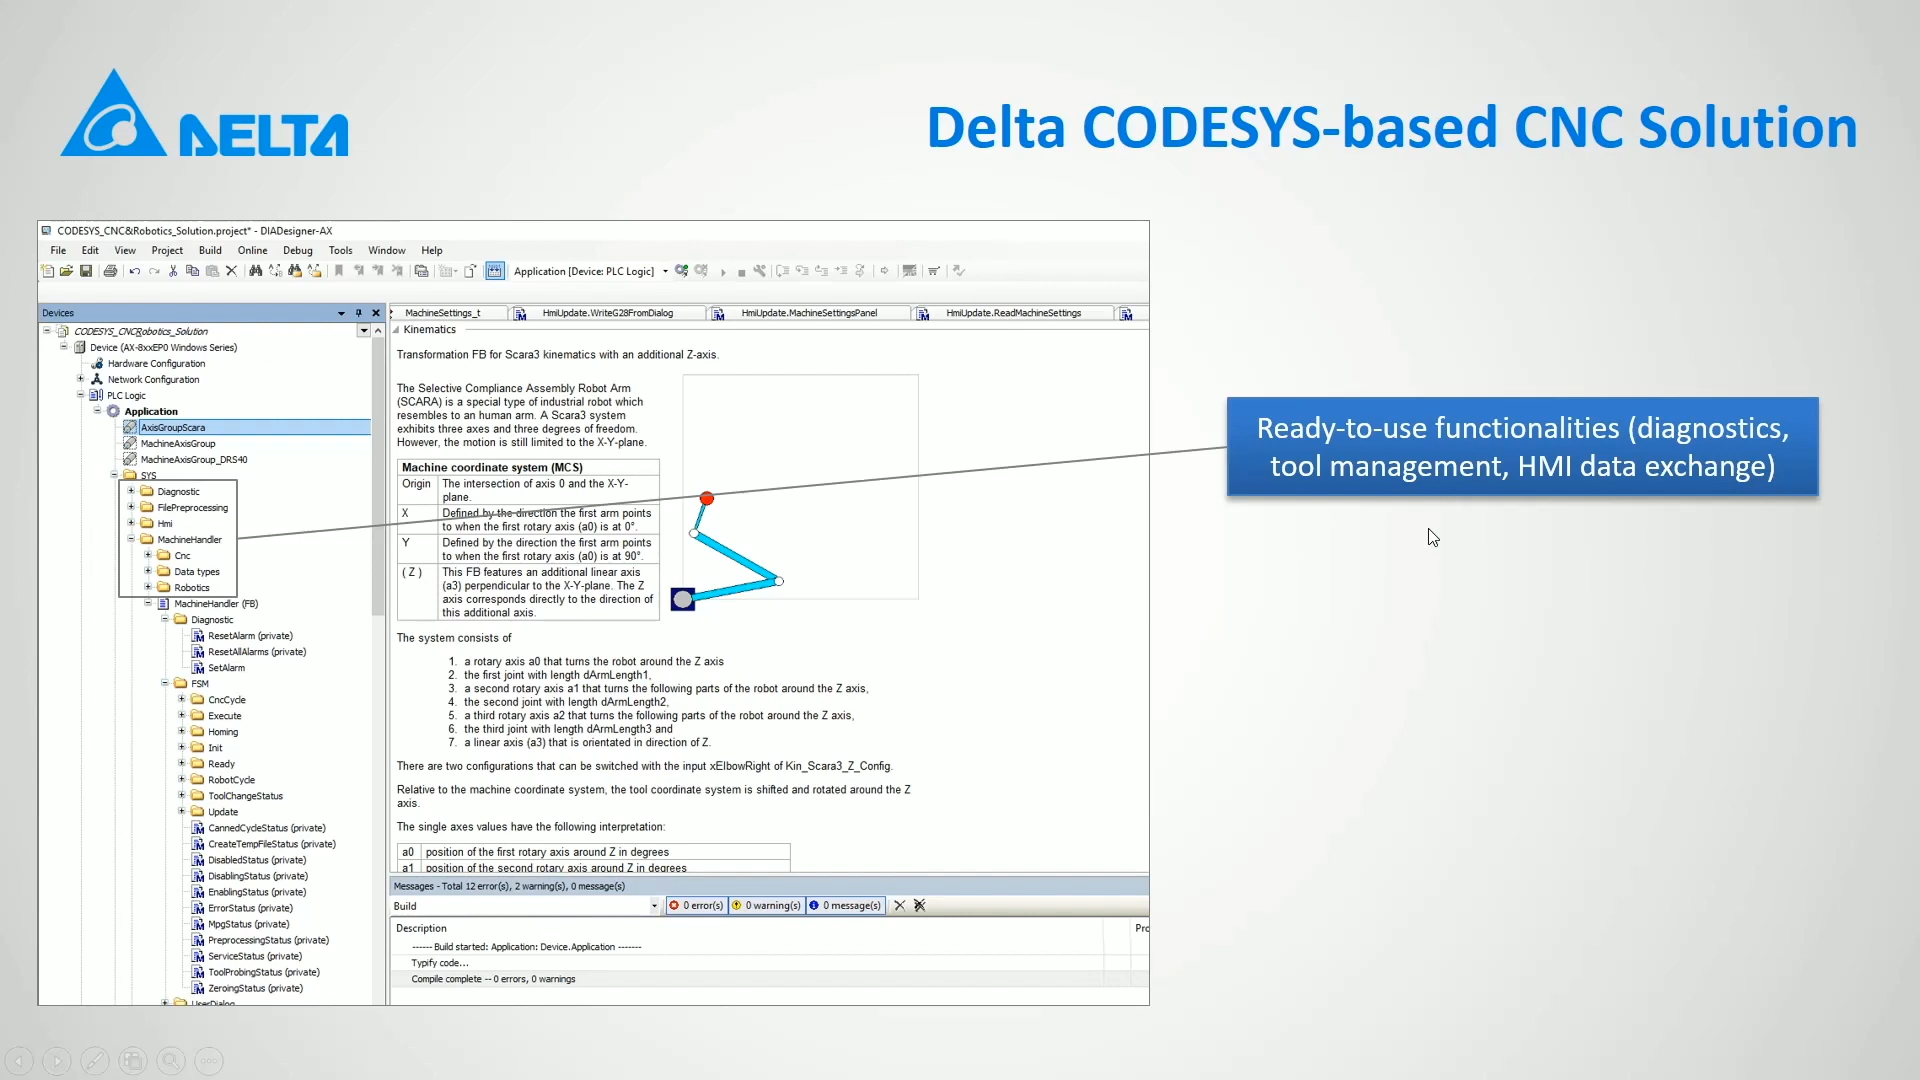 DELTA
Delta CODESYS-based CNC Solution
CODESYS_CNC&Robotics_Solution.project* - DIADesigner-AX
File Edit View Project Build Online Debug Tools Window Help
Application [Device: PLC Logic]
Devices
CODESYS_CNCRobotics_Solution
Device (AX-8xxEP0 Windows Series)
Hardware Configuration
Network Configuration
PLC Logic
Application
AxisGroupScara
MachineAxisGroup
MachineAxisGroup_DRS40
SYS
Diagnostic
FilePreprocessing
Hmi
MachineHandler
Cnc
Data types
Robotics
MachineHandler (FB)
Diagnostic
ResetAlarm (private)
ResetAllAlarms (private)
SetAlarm
FSM
CncCycle
Execute
Homing
Init
Ready
RobotCycle
ToolChangeStatus
Update
CannedCycleStatus (private)
CreateTempFileStatus (private)
DisabledStatus (private)
DisablingStatus (private)
EnablingStatus (private)
ErrorStatus (private)
MpgStatus (private)
PreprocessingStatus (private)
ServiceStatus (private)
ToolProbingStatus (private)
ZeroingStatus (private)
UserDialog
MachineSettings_t HmiUpdate.WriteG28FromDialog HmiUpdate.MachineSettingsPanel HmiUpdate.ReadMachineSettings
Kinematics
Transformation FB for Scara3 kinematics with an additional Z-axis.
The Selective Compliance Assembly Robot Arm
(SCARA) is a special type of industrial robot which
resembles to an human arm. A Scara3 system
exhibits three axes and three degrees of freedom.
However, the motion is still limited to the X-Y-plane.
Machine coordinate system (MCS)
Origin The intersection of axis 0 and the X-Y-
plane.
X Defined by the direction the first arm points
to when the first rotary axis (a0) is at 0°.
Y Defined by the direction the first arm points
to when the first rotary axis (a0) is at 90°.
( Z ) This FB features an additional linear axis
(a3) perpendicular to the X-Y-plane. The Z
axis corresponds directly to the direction of
this additional axis.
The system consists of
1. a rotary axis a0 that turns the robot around the Z axis
2. the first joint with length dArmLength1,
3. a second rotary axis a1 that turns the following parts of the robot around the Z axis,
4. the second joint with length dArmLength2,
5. a third rotary axis a2 that turns the following parts of the robot around the Z axis,
6. the third joint with length dArmLength3 and
7. a linear axis (a3) that is orientated in direction of Z.
There are two configurations that can be switched with the input xElbowRight of Kin_Scara3_Z_Config.
Relative to the machine coordinate system, the tool coordinate system is shifted and rotated around the Z
axis.
The single axes values have the following interpretation:
a0 position of the first rotary axis around Z in degrees
a1 position of the second rotary axis around Z in degrees
Messages - Total 12 error(s), 2 warning(s), 0 message(s)
Build 0 error(s) 0 warning(s) 0 message(s)
Description Pro
------ Build started: Application: Device.Application -------
Typify code...
Compile complete -- 0 errors, 0 warnings
Ready-to-use functionalities (diagnostics,
tool management, HMI data exchange)